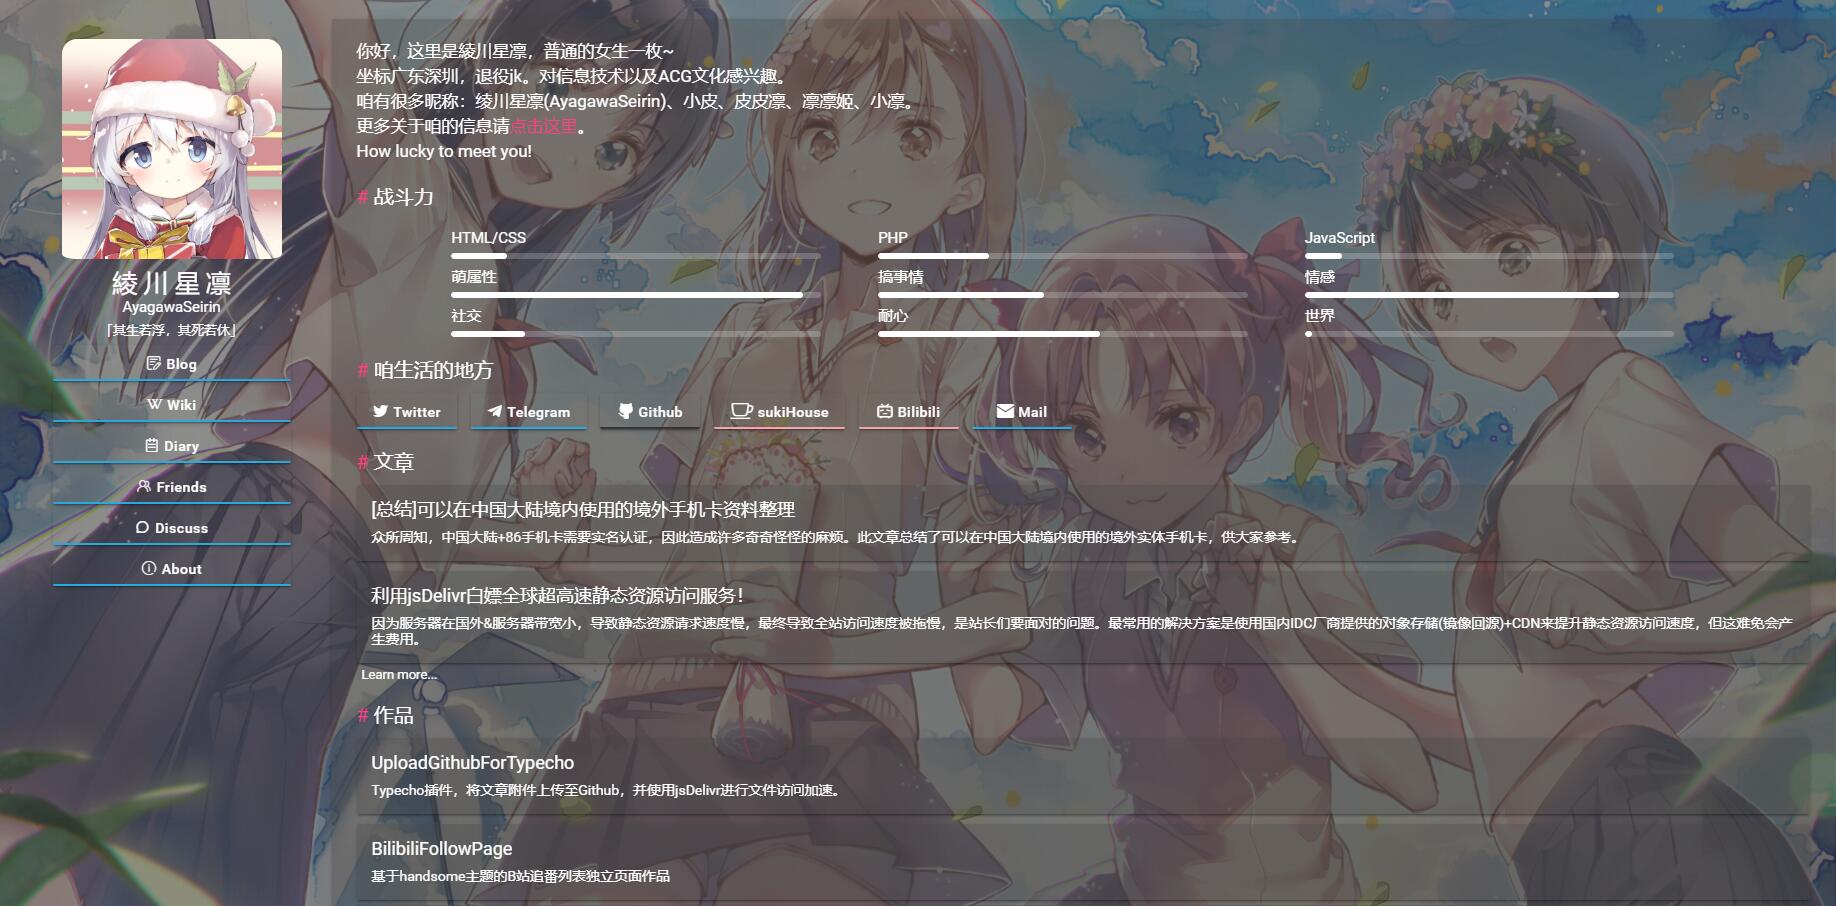 綾川星凛
AyagawaSeirin
「其生若浮，其死若休」
Blog
Wiki
Diary
Friends
Discuss
About
你好，这里是綾川星凛，普通的女生一枚~
坐标广东深圳，退役jk。对信息技术以及ACG文化感兴趣。
咱有很多昵称：绫川星凛(AyagawaSeirin)、小皮、皮皮凛、凛凛姬、小凛。
更多关于咱的信息请点击这里。
How lucky to meet you!
# 战斗力
HTML/CSS
PHP
JavaScript
萌属性
搞事情
情感
社交
耐心
世界
# 咱生活的地方
Twitter
Telegram
Github
sukiHouse
Bilibili
Mail
# 文章
[总结]可以在中国大陆境内使用的境外手机卡资料整理
众所周知，中国大陆+86手机卡需要实名认证，因此造成许多奇奇怪怪的麻烦。此文章总结了可以在中国大陆境内使用的境外实体手机卡，供大家参考。
利用jsDelivr白嫖全球超高速静态资源访问服务！
因为服务器在国外&服务器带宽小，导致静态资源请求速度慢，最终导致全站访问速度被拖慢，是站长们要面对的问题。最常用的解决方案是使用国内IDC厂商提供的对象存储(镜像回源)+CDN来提升静态资源访问速度，但这难免会产
生费用。
Learn more...
# 作品
UploadGithubForTypecho
Typecho插件，将文章附件上传至Github，并使用jsDelivr进行文件访问加速。
BilibiliFollowPage
基于handsome主题的B站追番列表独立页面作品